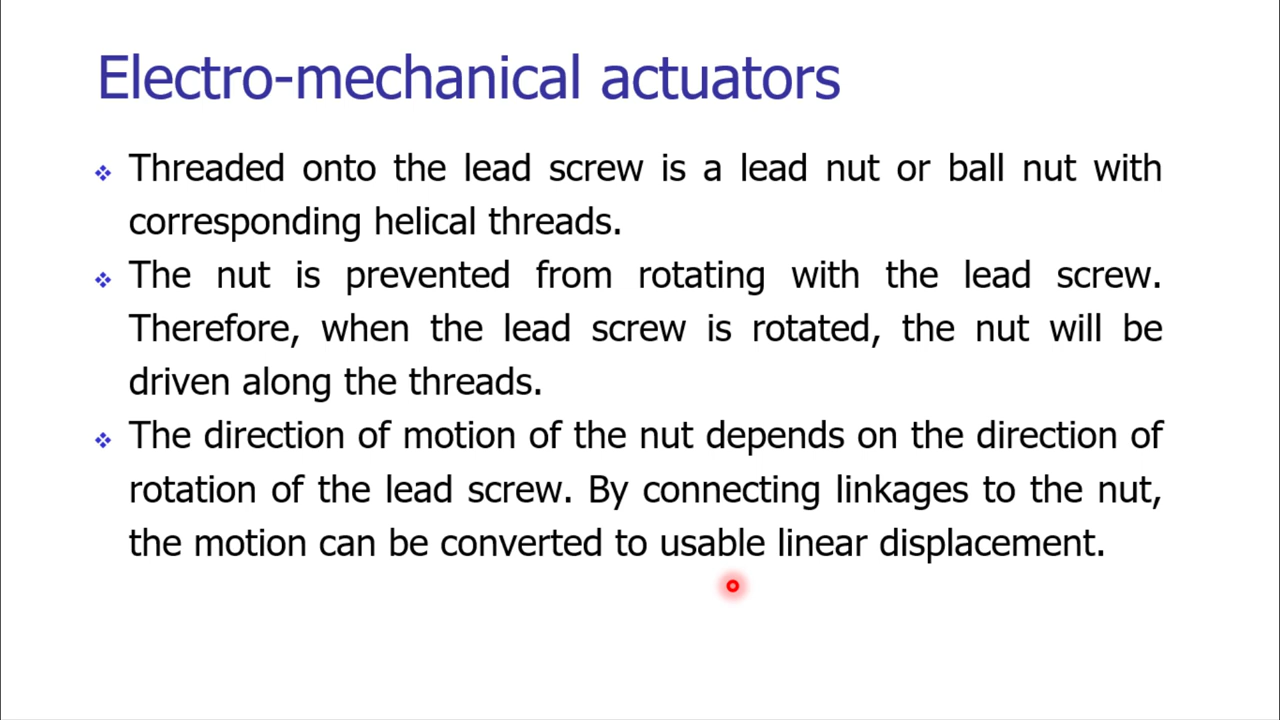 Electro-mechanical actuators
Threaded onto the lead screw is a lead nut or ball nut with
corresponding helical threads.
The nut is prevented from rotating with the lead screw.
Therefore, when the lead screw is rotated, the nut will be
driven along the threads.
The direction of motion of the nut depends on the direction of
rotation of the lead screw. By connecting linkages to the nut,
the motion can be converted to usable linear displacement.